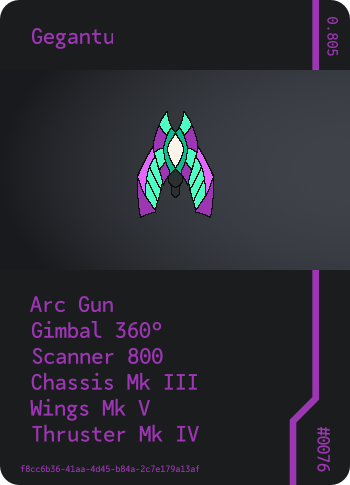 Gegantu
0.805
Arc Gun
Gimbal 360°
Scanner 800
Chassis Mk III
Wings Mk V
Thruster Mk IV
#0076
f8cc6b36-41aa-4d45-b84a-2c7e179a13af